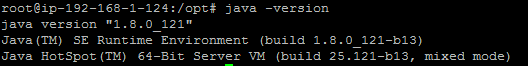 root@ip-192-168-1-124:/opt# java -version
java version "1.8.0_121"
Java(TM) SE Runtime Environment (build 1.8.0_121-b13)
Java HotSpot(TM) 64-Bit Server VM (build 25.121-b13, mixed mode)